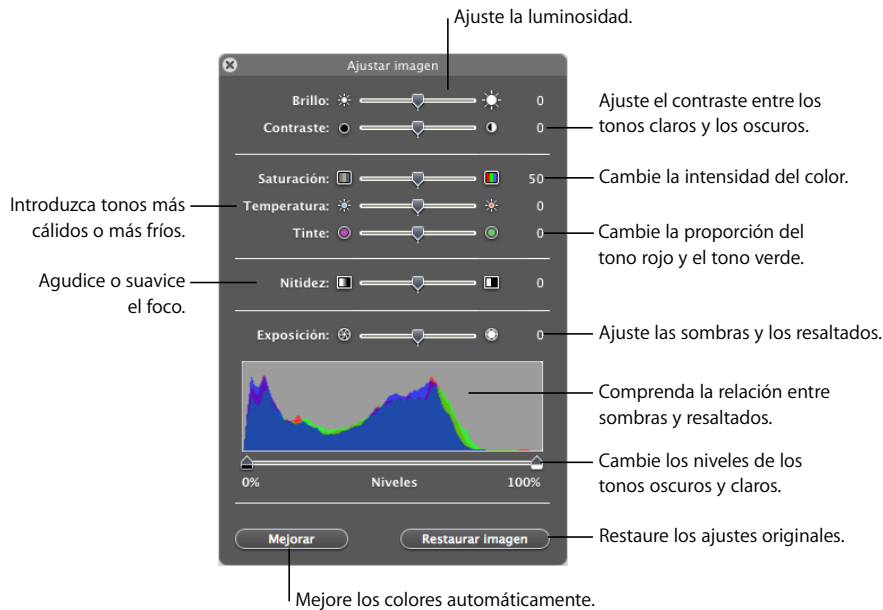 Ajuste la luminosidad.
Ajustar imagen
Brillo: 0
Contraste: 0
Ajuste el contraste entre los
tonos claros y los oscuros.
Saturación: 50
Cambie la intensidad del color.
Introduzca tonos más
cálidos o más fríos.
Temperatura: 0
Tinte: 0
Cambie la proporción del
tono rojo y el tono verde.
Agudice o suavice
el foco.
Nitidez: 0
Exposición: 0
Ajuste las sombras y los resaltados.
Comprenda la relación entre
sombras y resaltados.
Cambie los niveles de los
tonos oscuros y claros.
0% Niveles 100%
Mejorar
Restaurar imagen
Restaure los ajustes originales.
Mejore los colores automáticamente.